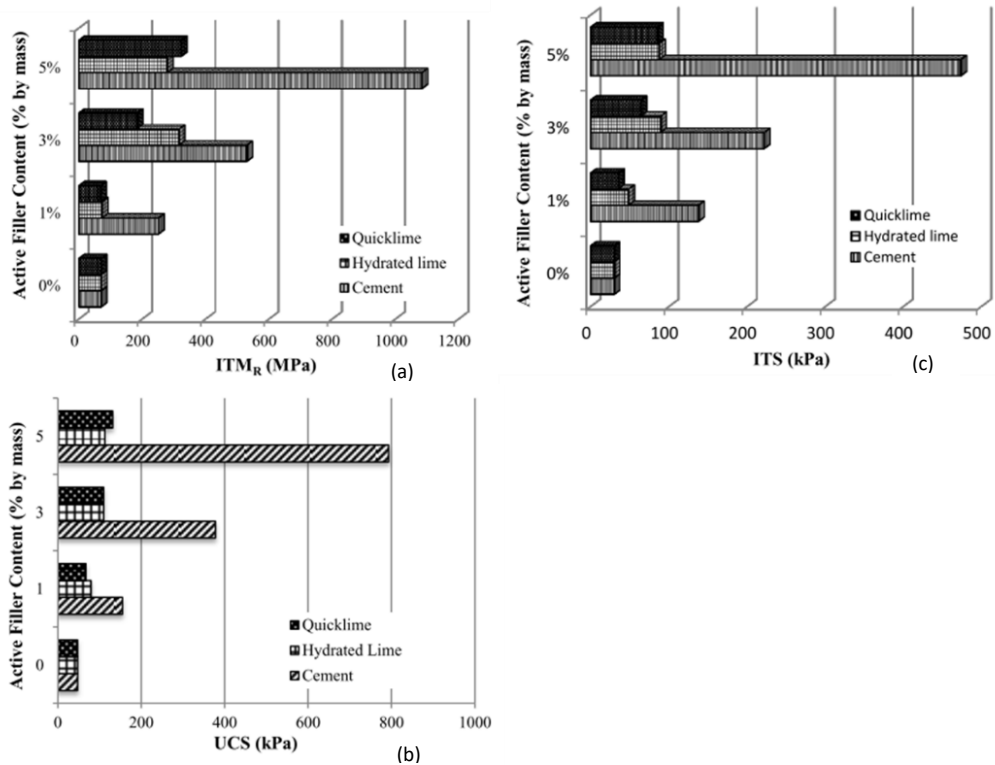 Active Filler Content (% by mass)
5%
3%
1%
0%
Quicklime
Hydrated lime
Cement
0 200 400 600 800 1000 1200
ITMR (MPa)
(a)
Active Filler Content (% by mass)
5%
3%
1%
0%
Quicklime
Hydrated lime
Cement
0 100 200 300 400 500
ITS (kPa)
(c)
Active Filler Content (% by mass)
5
3
1
0
Quicklime
Hydrated Lime
Cement
0 200 400 600 800 1000
UCS (kPa)
(b)